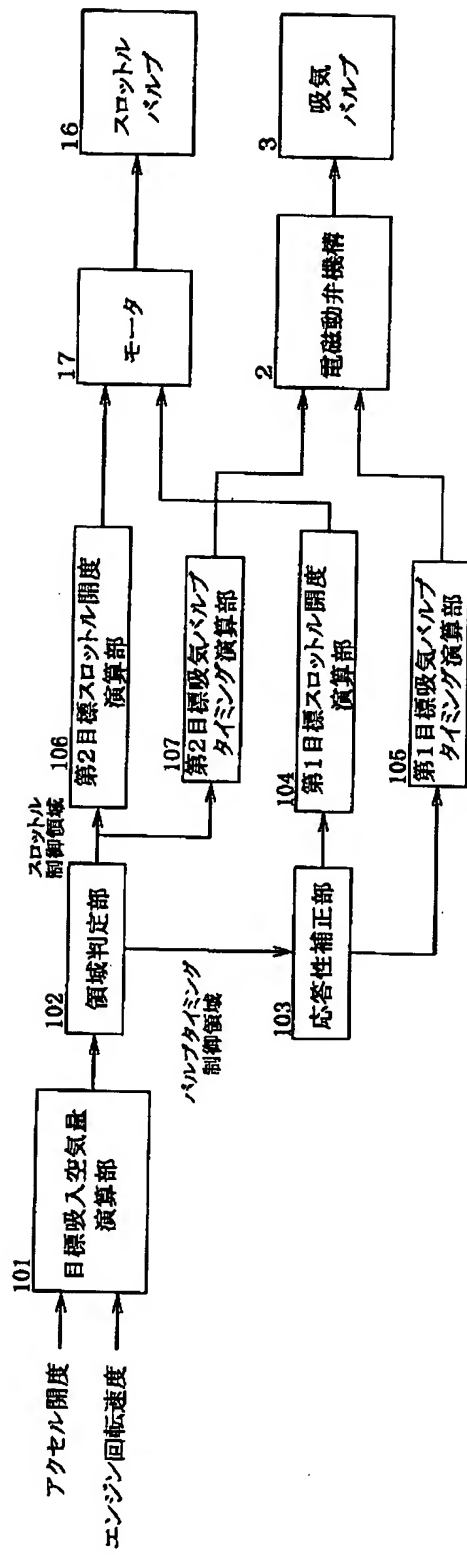 アクセル開度
エンジン回転速度
101
目標吸入空気量
演算部
102
領域判定部
スロットル
制御領域
バルブタイミング
制御領域
106
第2目標スロットル開度
演算部
107
第2目標吸気バルブ
タイミング演算部
103
応答性補正部
104
第1目標スロットル開度
演算部
105
第1目標吸気バルブ
タイミング演算部
17
モータ
16
スロットル
バルブ
2
電磁動弁機構
3
吸気
バルブ